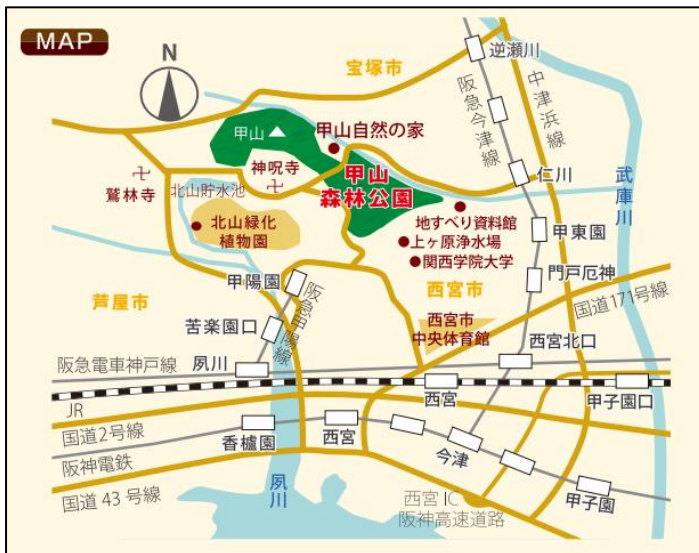 MAP
N
逆瀬川
宝塚市
阪急今津線
中津浜線
甲山
甲山自然の家
神呪寺
甲山
森林公園
仁川
武庫川
鷲林寺
北山貯水池
北山緑化
植物園
地すべり資料館
上ヶ原浄水場
関西学院大学
甲東園
門戸厄神
甲陽園
阪急甲陽線
芦屋市
西宮市
国道171号線
苦楽園口
西宮市
中央体育館
西宮北口
阪急電車神戸線
夙川
JR
西宮
甲子園口
国道2号線
香櫨園
西宮
今津
阪神電鉄
夙川
甲子園
国道43号線
西宮IC
阪神高速道路